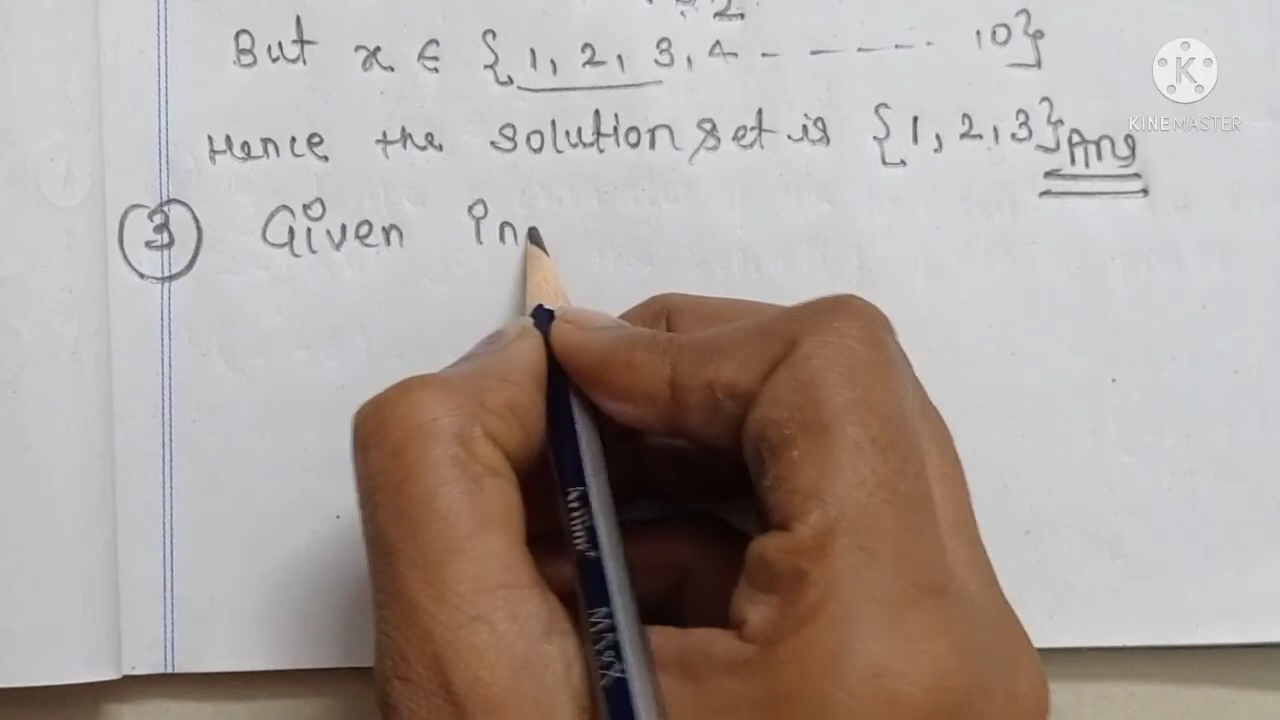 2
But x ∈ {1, 2, 3, 4 - - - - - - · 10}
Hence the solution set is {1, 2, 3} Ans
3 Given in
K
KINEMASTER